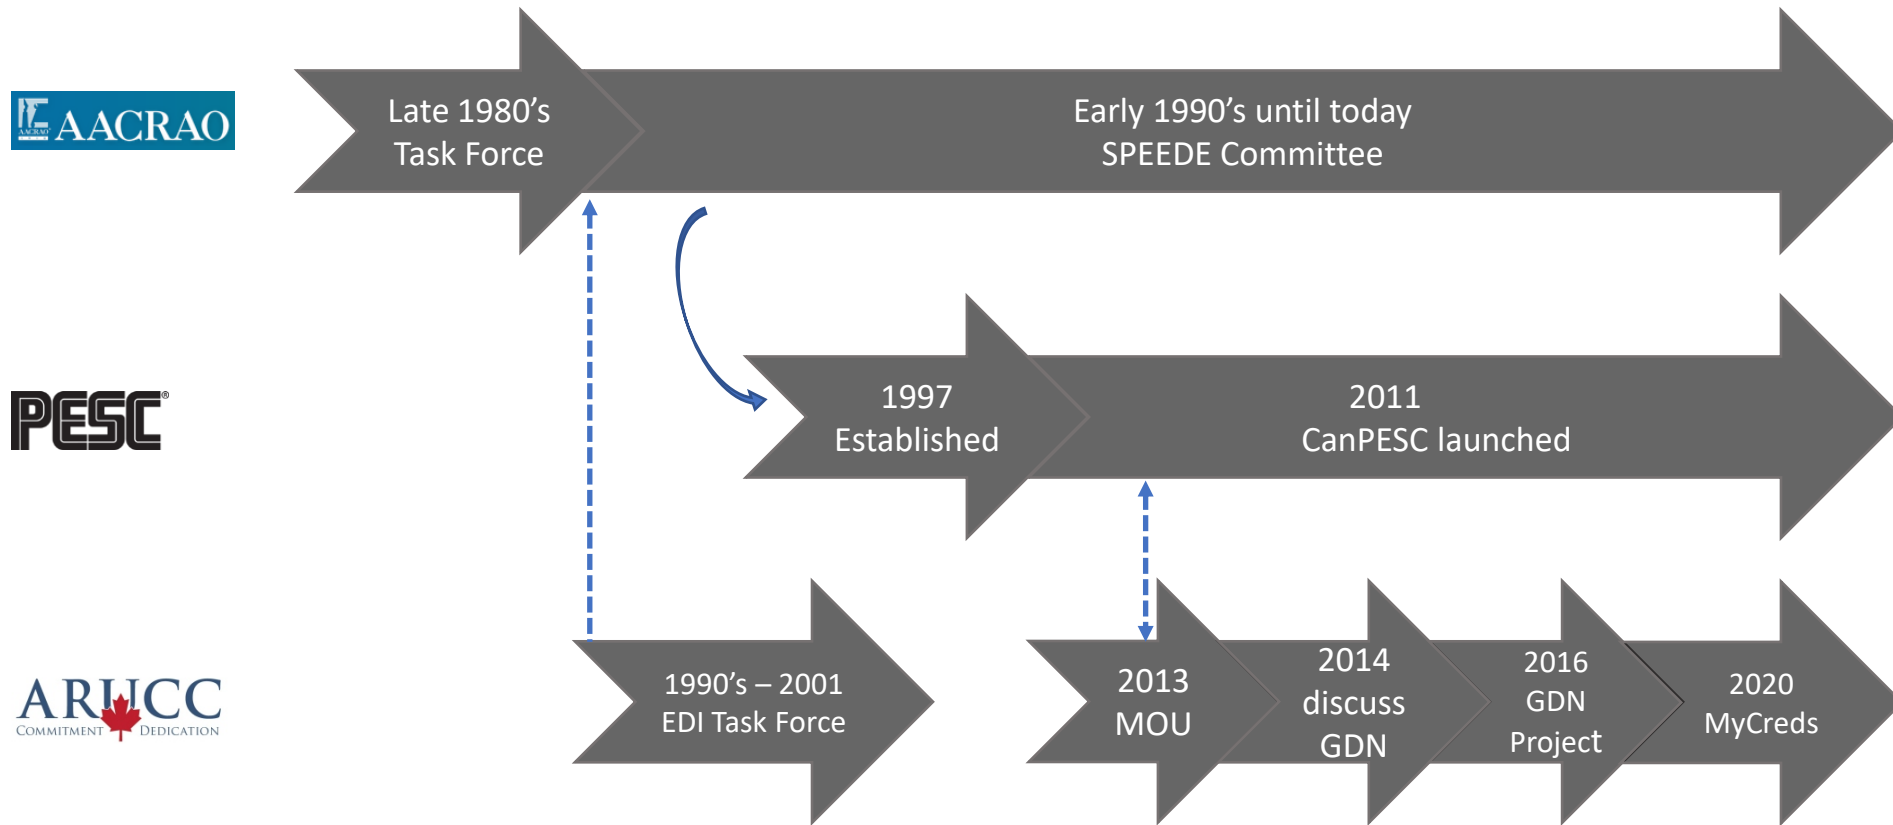 AACRAO
AACRAO
Late 1980's
Task Force
Early 1990's until today
SPEEDE Committee
PESC®
1997
Established
2011
CanPESC launched
ARUCC
COMMITMENT DEDICATION
1990's – 2001
EDI Task Force
2013
MOU
2014
discuss
GDN
2016
GDN
Project
2020
MyCreds